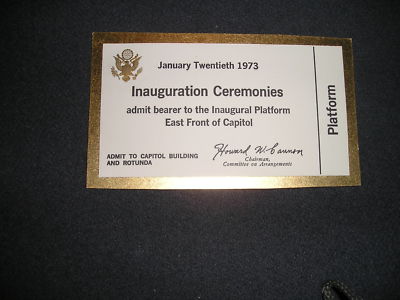 January Twentieth 1973
Inauguration Ceremonies
admit bearer to the Inaugural Platform
East Front of Capitol
ADMIT TO CAPITOL BUILDING
AND ROTUNDA
Howard W. Cannon
Chairman,
Committee on Arrangements
Platform